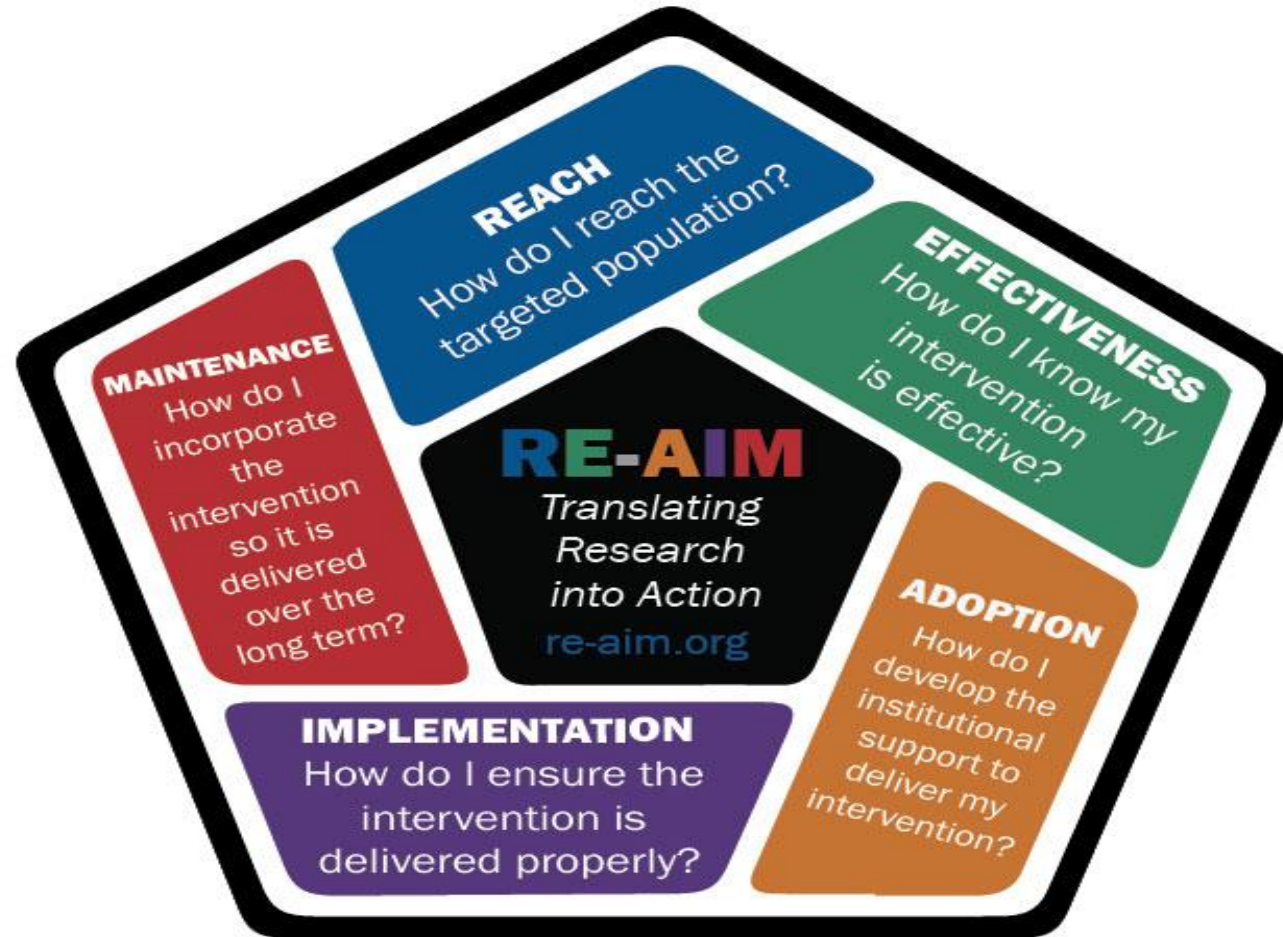 REACH
How do I reach the
targeted population?
EFFECTIVENESS
How do I know my
intervention
is effective?
ADOPTION
How do I
develop the
institutional
support to
deliver my
intervention?
IMPLEMENTATION
How do I ensure the
intervention is
delivered properly?
MAINTENANCE
How do I
incorporate
the
intervention
so it is
delivered
over the
long term?
RE-AIM
Translating
Research
into Action
re-aim.org